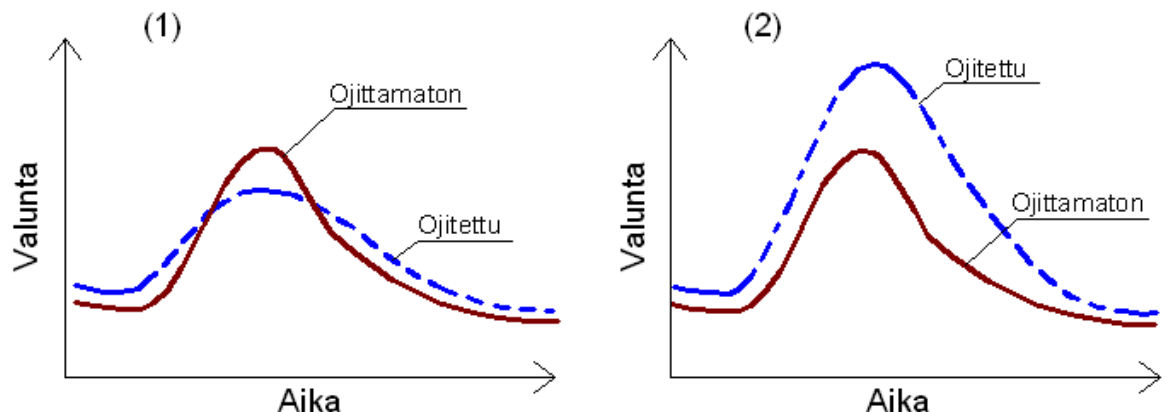 (1)
Ojittamaton
Ojitettu
Valunta
Aika
(2)
Ojitettu
Ojittamaton
Valunta
Aika